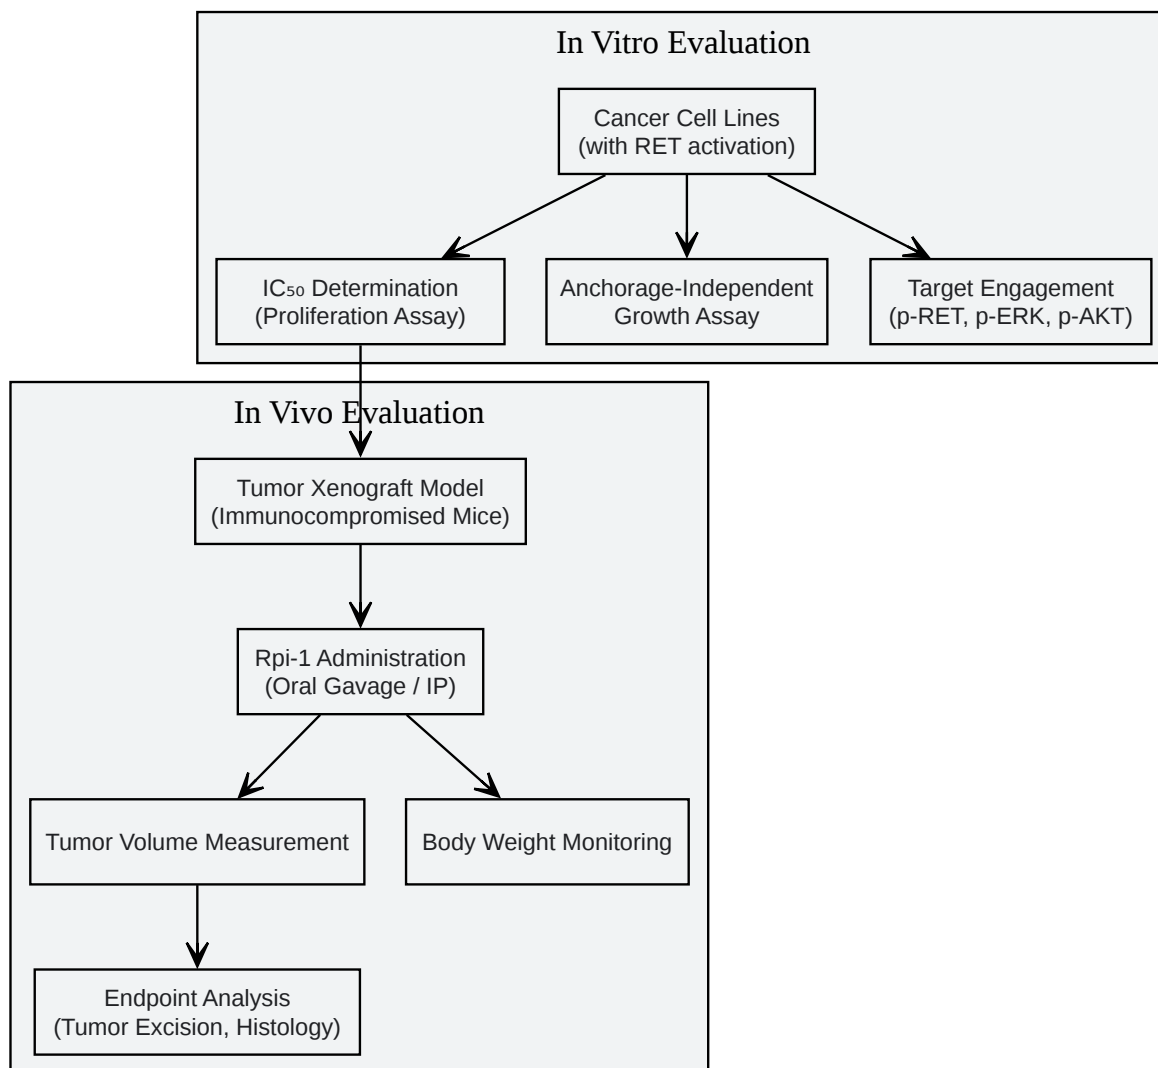 In Vitro Evaluation
Cancer Cell Lines
(with RET activation)
IC₅₀ Determination
(Proliferation Assay)
Anchorage-Independent
Growth Assay
Target Engagement
(p-RET, p-ERK, p-AKT)
In Vivo Evaluation
Tumor Xenograft Model
(Immunocompromised Mice)
Rpi-1 Administration
(Oral Gavage / IP)
Tumor Volume Measurement
Body Weight Monitoring
Endpoint Analysis
(Tumor Excision, Histology)